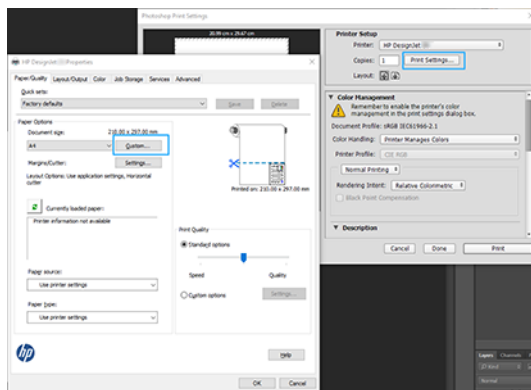 Photoshop Print Settings
20.99 cm x 29.67 cm
Printer Setup
Printer: HP DesignJet
Copies: 1 Print Settings...
Layout:
Color Management
Remember to enable the printer's color
management in the print settings dialog box.
Document Profile: sRGB IEC61966-2.1
Color Handling: Printer Manages Colors
Printer Profile: CIE RGB
Normal Printing
Rendering Intent: Relative Colorimetric
Black Point Compensation
Description
Cancel Done Print
HP DesignJet Properties
Paper/Quality Layout/Output Color Job Storage Services Advanced
Quick sets:
Factory defaults Save Delete
Paper Options
Document size: 210.00 x 297.00 mm
A4 Custom...
Margins/Cutter: Settings...
Layout Options: Use application settings, Horizontal
cutter
Currently loaded paper:
Printer information not available
Paper source:
Use printer settings
Paper type:
Use printer settings
Printed on: 210.00 x 297.00 mm
Print Quality
Standard options
Speed Quality
Custom options Settings...
hp
Help
OK Cancel
Layers Channels
Kind
Normal